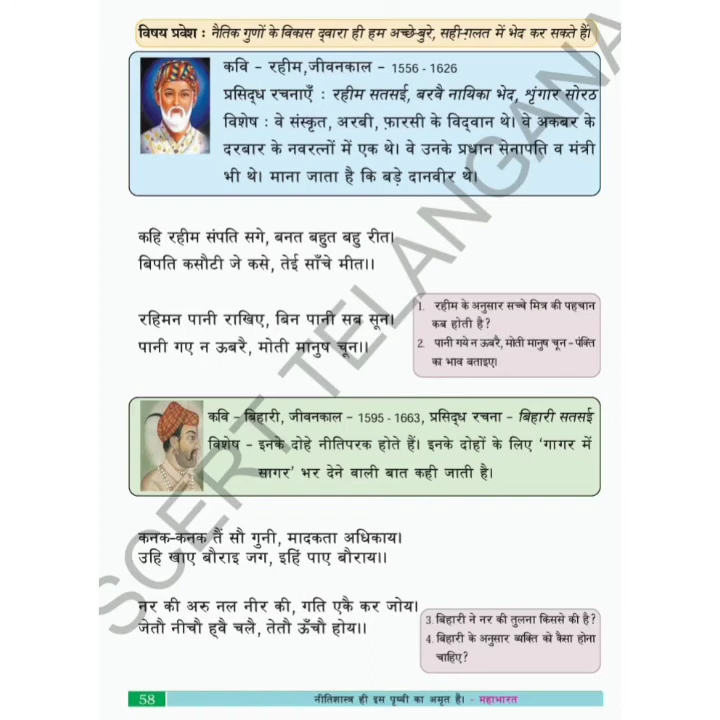 विषय प्रवेश : नैतिक गुणों के विकास द्वारा ही हम अच्छे-बुरे, सही-ग़लत में भेद कर सकते हैं।
कवि - रहीम,जीवनकाल - 1556 - 1626
प्रसिद्ध रचनाएँ : रहीम सतसई, बरवै नायिका भेद, शृंगार सोरठ
विशेष : वे संस्कृत, अरबी, फ़ारसी के विद्वान थे। वे अकबर के
दरबार के नवरत्नों में एक थे। वे उनके प्रधान सेनापति व मंत्री
भी थे। माना जाता है कि बड़े दानवीर थे।
कहि रहीम संपति सगे, बनत बहुत बहु रीत।
बिपति कसौटी जे कसे, तेई साँचे मीत।।
रहिमन पानी राखिए, बिन पानी सब सून।
पानी गए न ऊबरै, मोती मानुष चून।।
1. रहीम के अनुसार सच्चे मित्र की पहचान
कब होती है?
2. पानी गये न ऊबरै, मोती मानुष चून - पंक्ति
का भाव बताइए।
कवि - बिहारी, जीवनकाल - 1595 - 1663, प्रसिद्ध रचना - बिहारी सतसई
विशेष - इनके दोहे नीतिपरक होते हैं। इनके दोहों के लिए ‘गागर में
सागर’ भर देने वाली बात कही जाती है।
कनक-कनक तैं सौ गुनी, मादकता अधिकाय।
उहि खाए बौराइ जग, इहिं पाए बौराय।।
नर की अरु नल नीर की, गति एकै कर जोय।
जेतौ नीचौ ह्वै चलै, तेतौ ऊँचौ होय।।
3. बिहारी ने नर की तुलना किससे की है?
4. बिहारी के अनुसार व्यक्ति को कैसा होना
चाहिए?
58
नीतिशास्त्र ही इस पृथ्वी का अमृत है। - महाभारत
SCERT TELANGANA